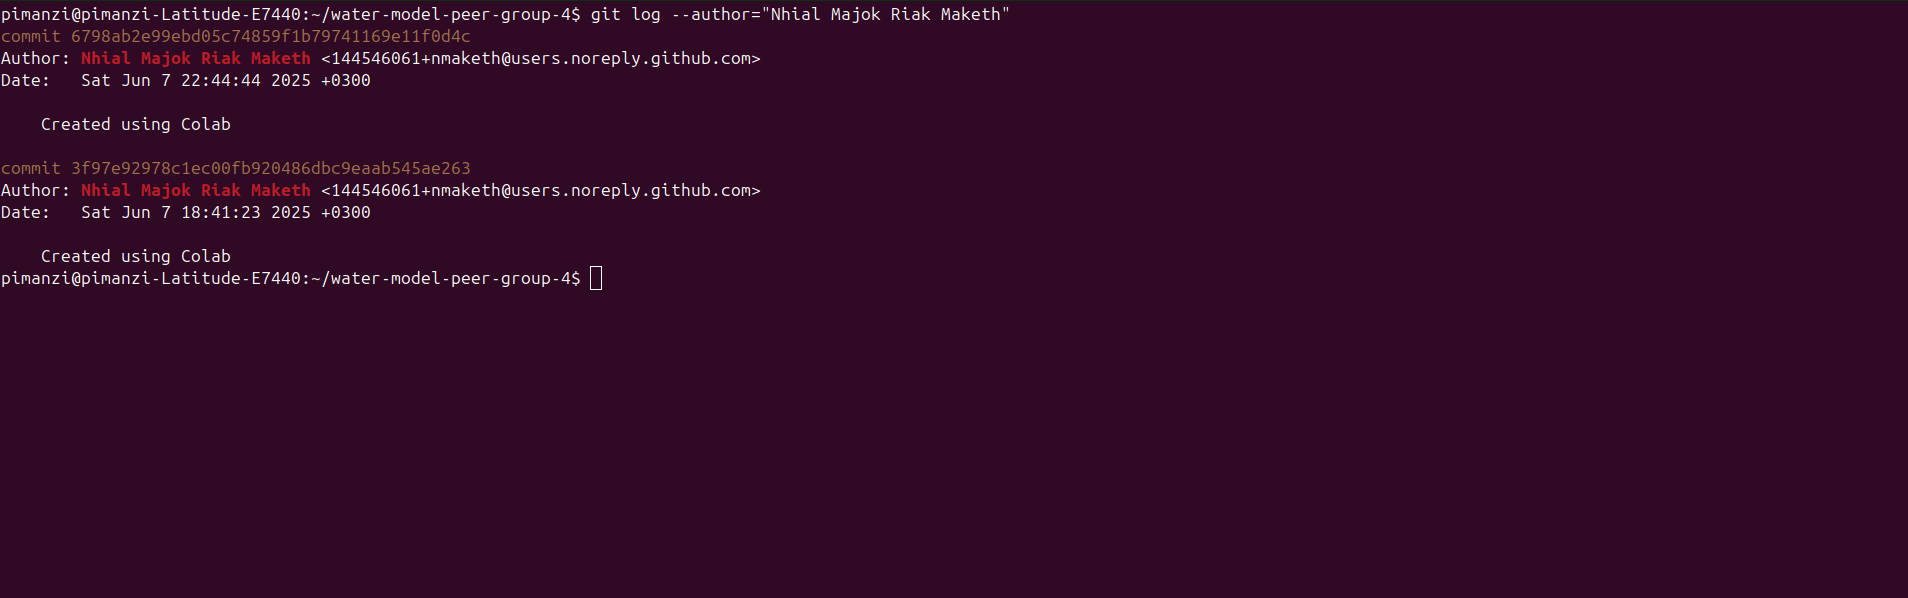 pimanzi@pimanzi-Latitude-E7440:~/water-model-peer-group-4$ git log --author="Nhial Majok Riak Maketh"
commit 6798ab2e99ebd05c74859f1b79741169e11f0d4c
Author: Nhial Majok Riak Maketh <144546061+nmaketh@users.noreply.github.com>
Date:   Sat Jun 7 22:44:44 2025 +0300

    Created using Colab

commit 3f97e92978c1ec00fb920486dbc9eaab545ae263
Author: Nhial Majok Riak Maketh <144546061+nmaketh@users.noreply.github.com>
Date:   Sat Jun 7 18:41:23 2025 +0300

    Created using Colab
pimanzi@pimanzi-Latitude-E7440:~/water-model-peer-group-4$